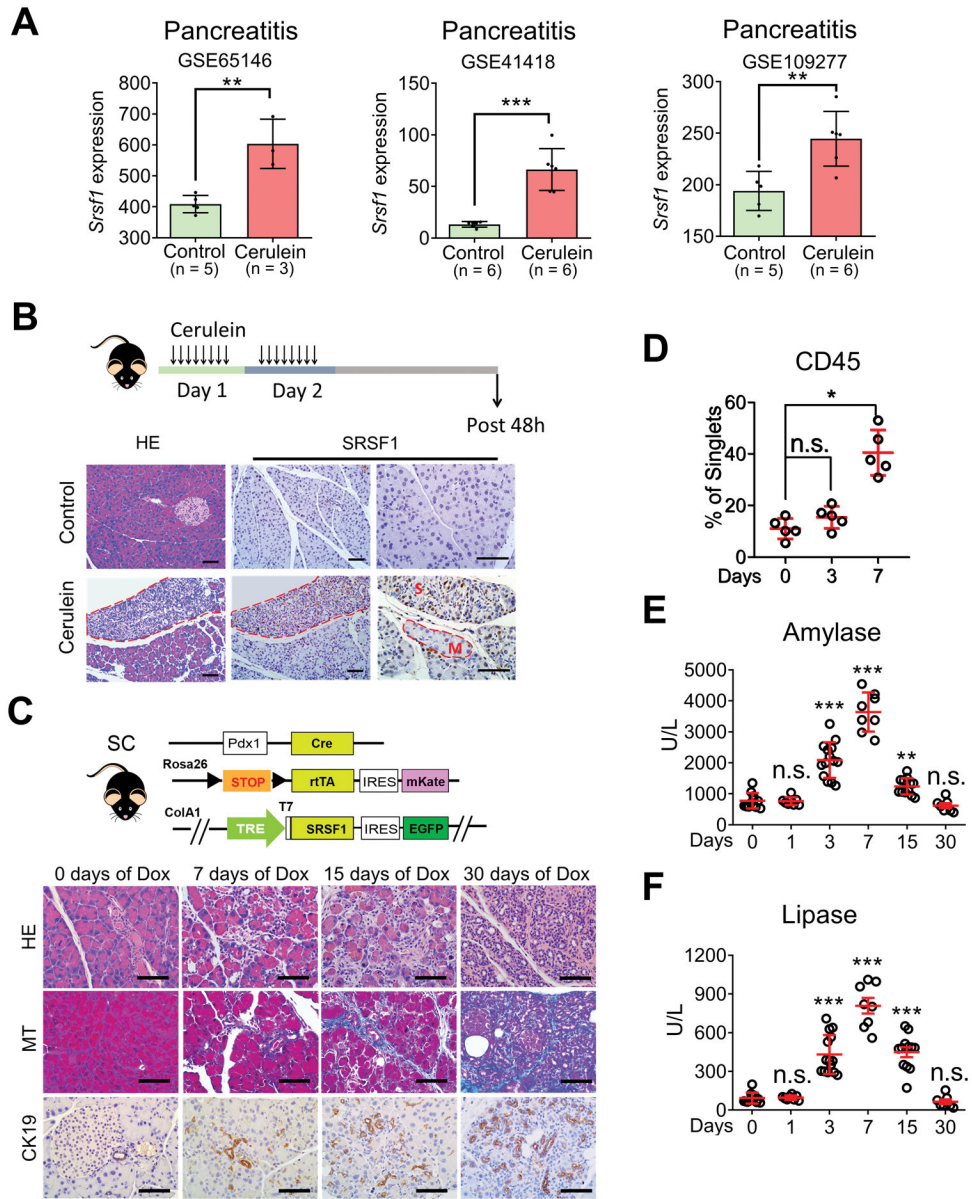 A
Pancreatitis
GSE65146
**
800
700
600
500
400
300
Srsf1 expression
Control
(n = 5)
Cerulein
(n = 3)
Pancreatitis
GSE41418
***
150
100
50
0
Srsf1 expression
Control
(n = 6)
Cerulein
(n = 6)
Pancreatitis
GSE109277
**
300
250
200
150
Srsf1 expression
Control
(n = 5)
Cerulein
(n = 6)
B
Cerulein
Day 1
Day 2
Post 48h
HE
SRSF1
Control
Cerulein
S
M
C
SC
Pdx1
Cre
Rosa26
STOP
rtTA
IRES
mKate
ColA1
TRE
T7
SRSF1
IRES
EGFP
0 days of Dox
7 days of Dox
15 days of Dox
30 days of Dox
HE
MT
CK19
D
CD45
*
n.s.
60
40
20
0
% of Singlets
Days
0
3
7
E
Amylase
5000
4000
3000
2000
1000
0
U/L
n.s.
***
***
**
n.s.
Days
0
1
3
7
15
30
F
Lipase
1200
900
600
300
0
U/L
n.s.
***
***
***
n.s.
Days
0
1
3
7
15
30